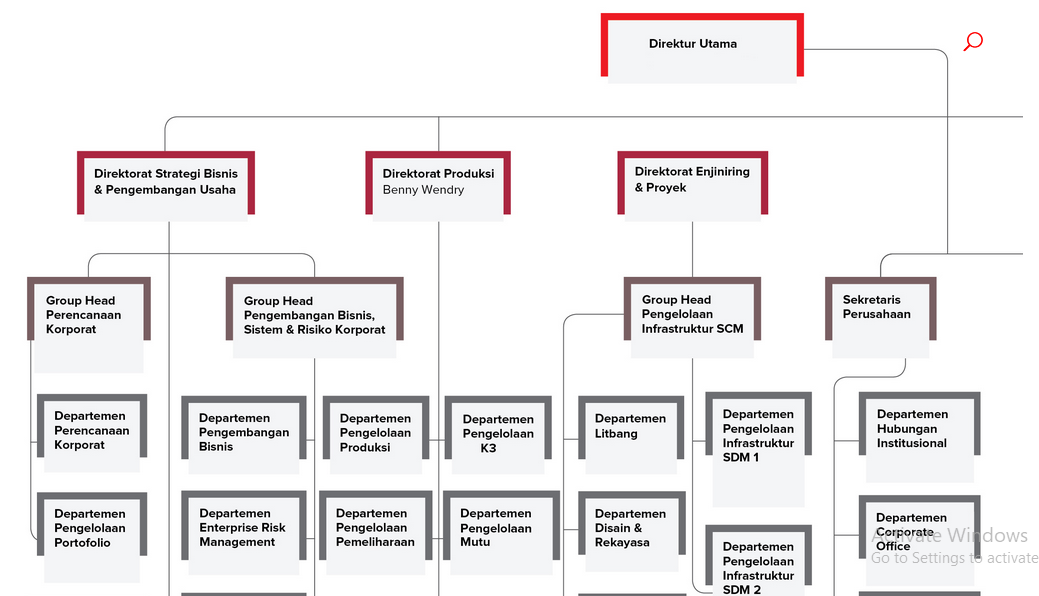 Direktur Utama
Direktorat Strategi Bisnis
& Pengembangan Usaha
Direktorat Produksi
Benny Wendry
Direktorat Enjiniring
& Proyek
Group Head
Perencanaan
Korporat
Group Head
Pengembangan Bisnis,
Sistem & Risiko Korporat
Group Head
Pengelolaan
Infrastruktur SCM
Sekretaris
Perusahaan
Departemen
Perencanaan
Korporat
Departemen
Pengembangan
Bisnis
Departemen
Pengelolaan
Produksi
Departemen
Pengelolaan
K3
Departemen
Litbang
Departemen
Pengelolaan
Infrastruktur
SDM 1
Departemen
Hubungan
Institusional
Departemen
Pengelolaan
Portofolio
Departemen
Enterprise Risk
Management
Departemen
Pengelolaan
Pemeliharaan
Departemen
Pengelolaan
Mutu
Departemen
Disain &
Rekayasa
Departemen
Pengelolaan
Infrastruktur
SDM 2
Departemen
Corporate
Office
Activate Windows
Go to Settings to activate